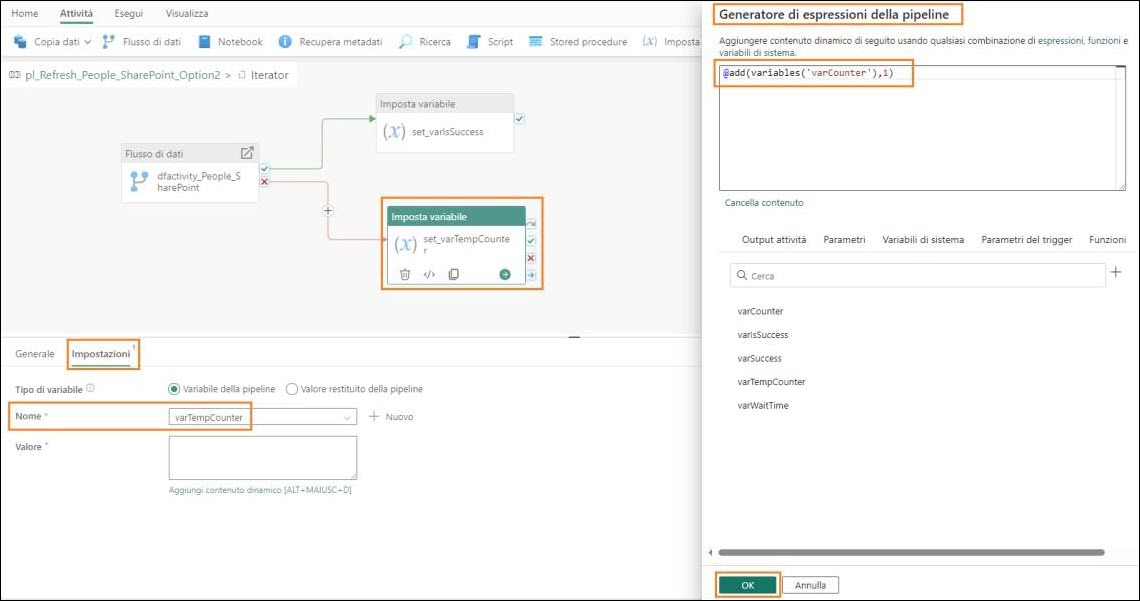 Home Attività Esegui Visualizza
Copia dati Flusso di dati Notebook Recupera metadati Ricerca Script Stored procedure (x) Imposta
pl_Refresh_People_SharePoint_Option2 > Iterator
Imposta variabile
(x) set_varIsSuccess
Flusso di dati
dfactivity_People_S
harePoint
Imposta variabile
(x) set_varTempCounte
r
Generale Impostazioni 1
Tipo di variabile Variabile della pipeline Valore restituito della pipeline
Nome * varTempCounter + Nuovo
Valore *
Aggiungi contenuto dinamico [ALT+MAIUSC+D]
Generatore di espressioni della pipeline
Aggiungere contenuto dinamico di seguito usando qualsiasi combinazione di espressioni, funzioni e
variabili di sistema.
@add(variables('varCounter'),1)
Cancella contenuto
Output attività Parametri Variabili di sistema Parametri del trigger Funzioni
Cerca
varCounter
varIsSuccess
varSuccess
varTempCounter
varWaitTime
OK Annulla